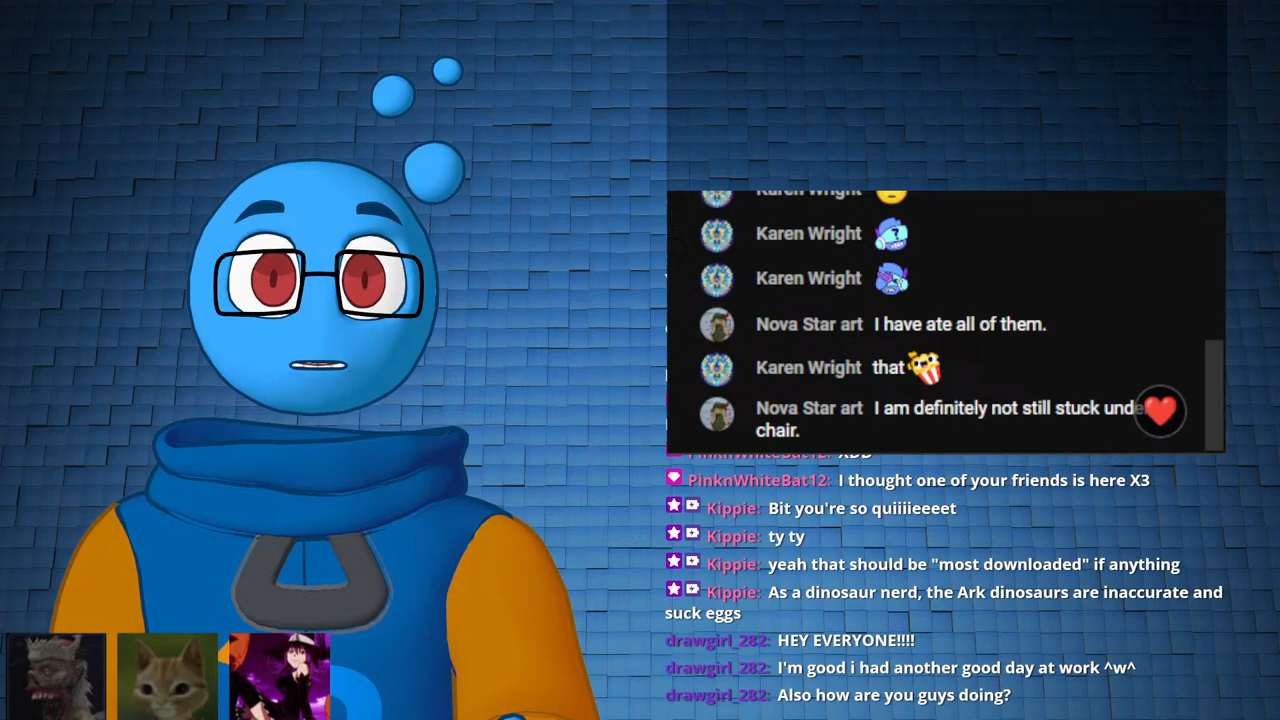 Karen Wright
Karen Wright
Karen Wright
Nova Star art I have ate all of them.
Karen Wright that
Nova Star art I am definitely not still stuck
chair.
PinknWhiteBat12: XDD
PinknWhiteBat12: I thought one of your friends is here X3
Kippie: Bit you're so quiiiieeeet
Kippie: ty ty
Kippie: yeah that should be "most downloaded" if anything
Kippie: As a dinosaur nerd, the Ark dinosaurs are inaccurate and
suck eggs
drawgirl_282: HEY EVERYONE!!!!
drawgirl_282: I'm good i had another good day at work ^w^
drawgirl_282: Also how are you guys doing?